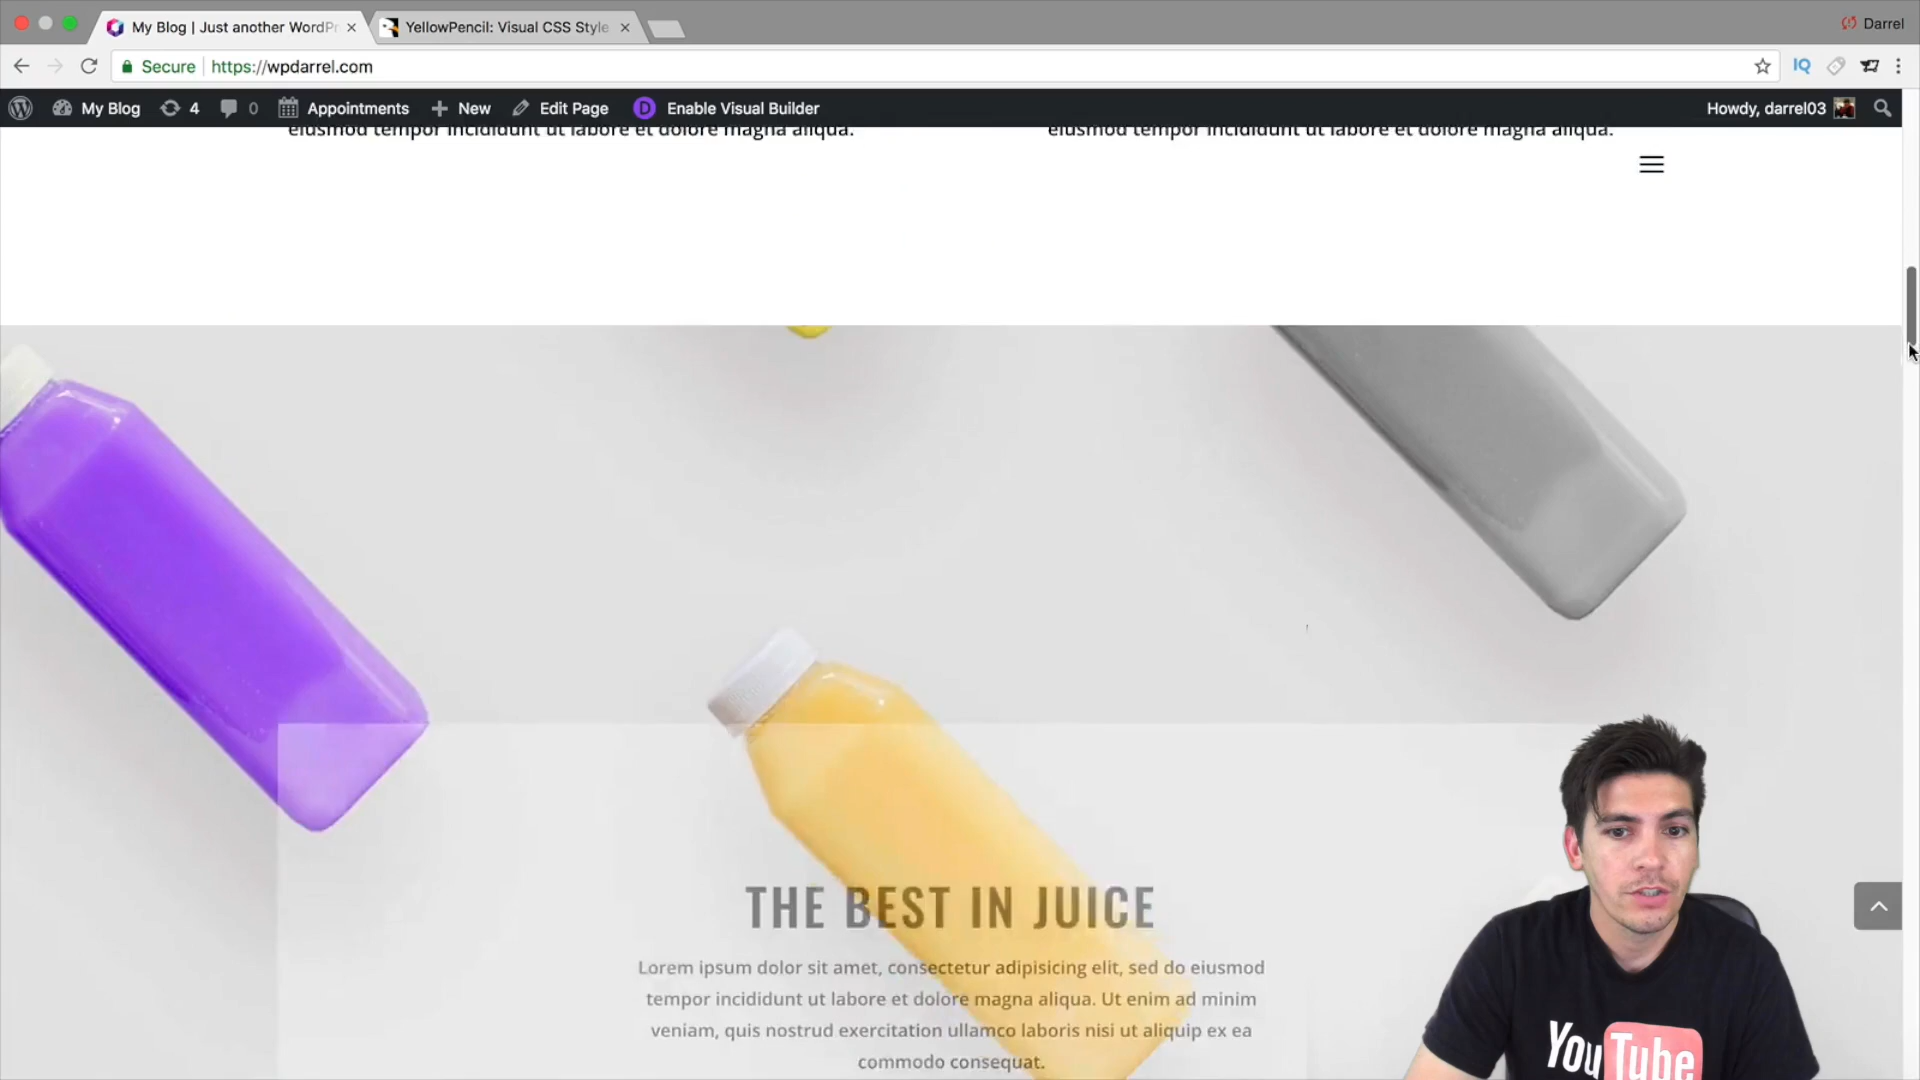 My Blog | Just another WordPr
YellowPencil: Visual CSS Style
Darrel
Secure
https://wpdarrel.com
IQ
My Blog
4
0
Appointments
New
Edit Page
D
Enable Visual Builder
Howdy, darrel03
eiusmod tempor incididunt ut labore et dolore magna aliqua.
eiusmod tempor incididunt ut labore et dolore magna aliqua.
THE BEST IN JUICE
Lorem ipsum dolor sit amet, consectetur adipisicing elit, sed do eiusmod
tempor incididunt ut labore et dolore magna aliqua. Ut enim ad minim
veniam, quis nostrud exercitation ullamco laboris nisi ut aliquip ex ea
commodo consequat.
YouTube